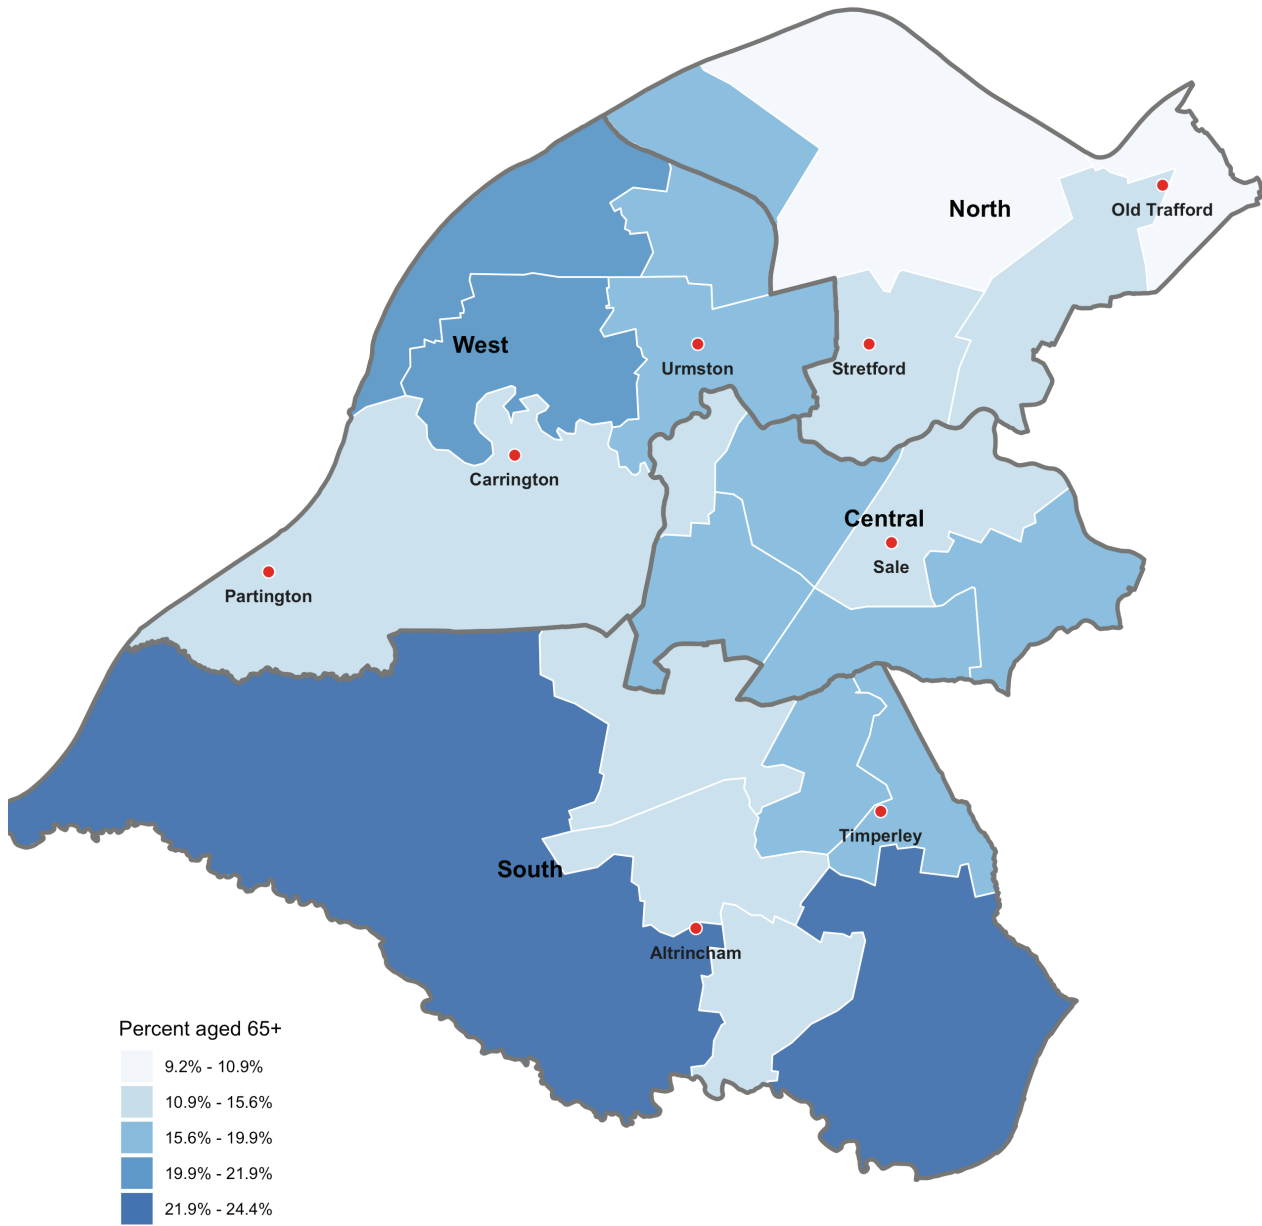 North
Old Trafford
West
Urmston
Stretford
Carrington
Central
Sale
Partington
Timperley
South
Altrincham
Percent aged 65+
9.2% - 10.9%
10.9% - 15.6%
15.6% - 19.9%
19.9% - 21.9%
21.9% - 24.4%